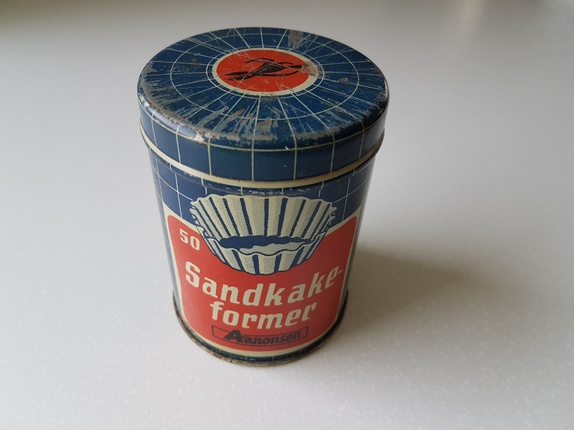 50
Sandkake-
former
Aanonsen